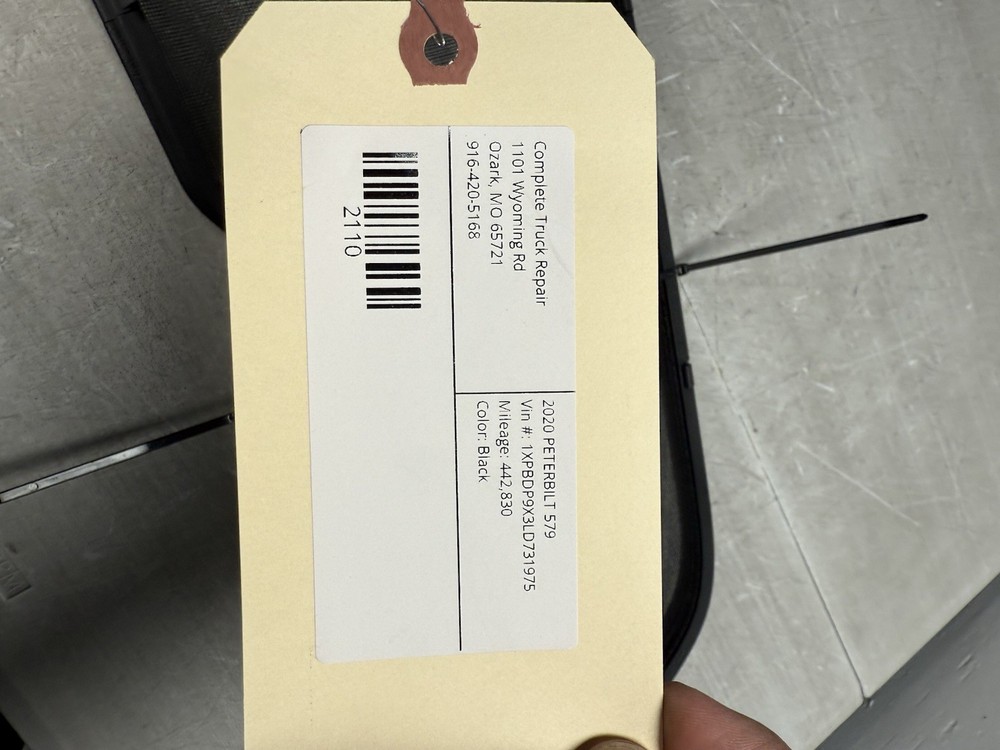 Complete Truck Repair
1101 Wyoming Rd
Ozark, MO 65721
916-420-5168
2020 PETERBILT 579
Vin #: 1XPBDP9X3LD731975
Mileage: 442,830
Color: Black
2110